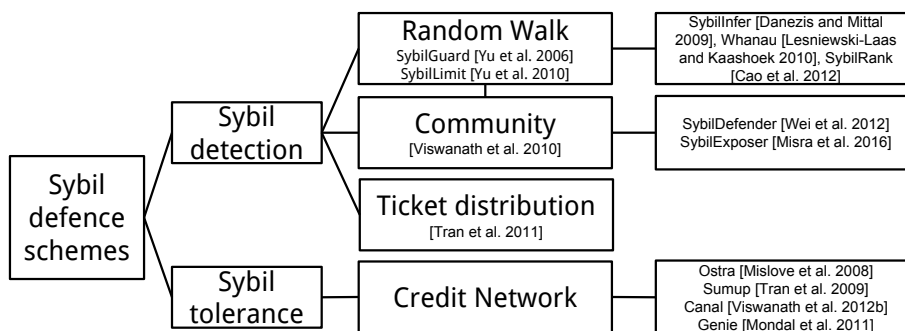 Sybil
defence
schemes
Sybil
detection
Random Walk
SybilGuard [Yu et al. 2006]
SybilLimit [Yu et al. 2010]
SybilInfer [Danezis and Mittal
2009], Whanau [Lesniewski-Laas
and Kaashoek 2010], SybilRank
[Cao et al. 2012]
Community
[Viswanath et al. 2010]
SybilDefender [Wei et al. 2012]
SybilExposer [Misra et al. 2016]
Ticket distribution
[Tran et al. 2011]
Sybil
tolerance
Credit Network
Ostra [Mislove et al. 2008]
Sumup [Tran et al. 2009]
Canal [Viswanath et al. 2012b]
Genie [Mondal et al. 2011]